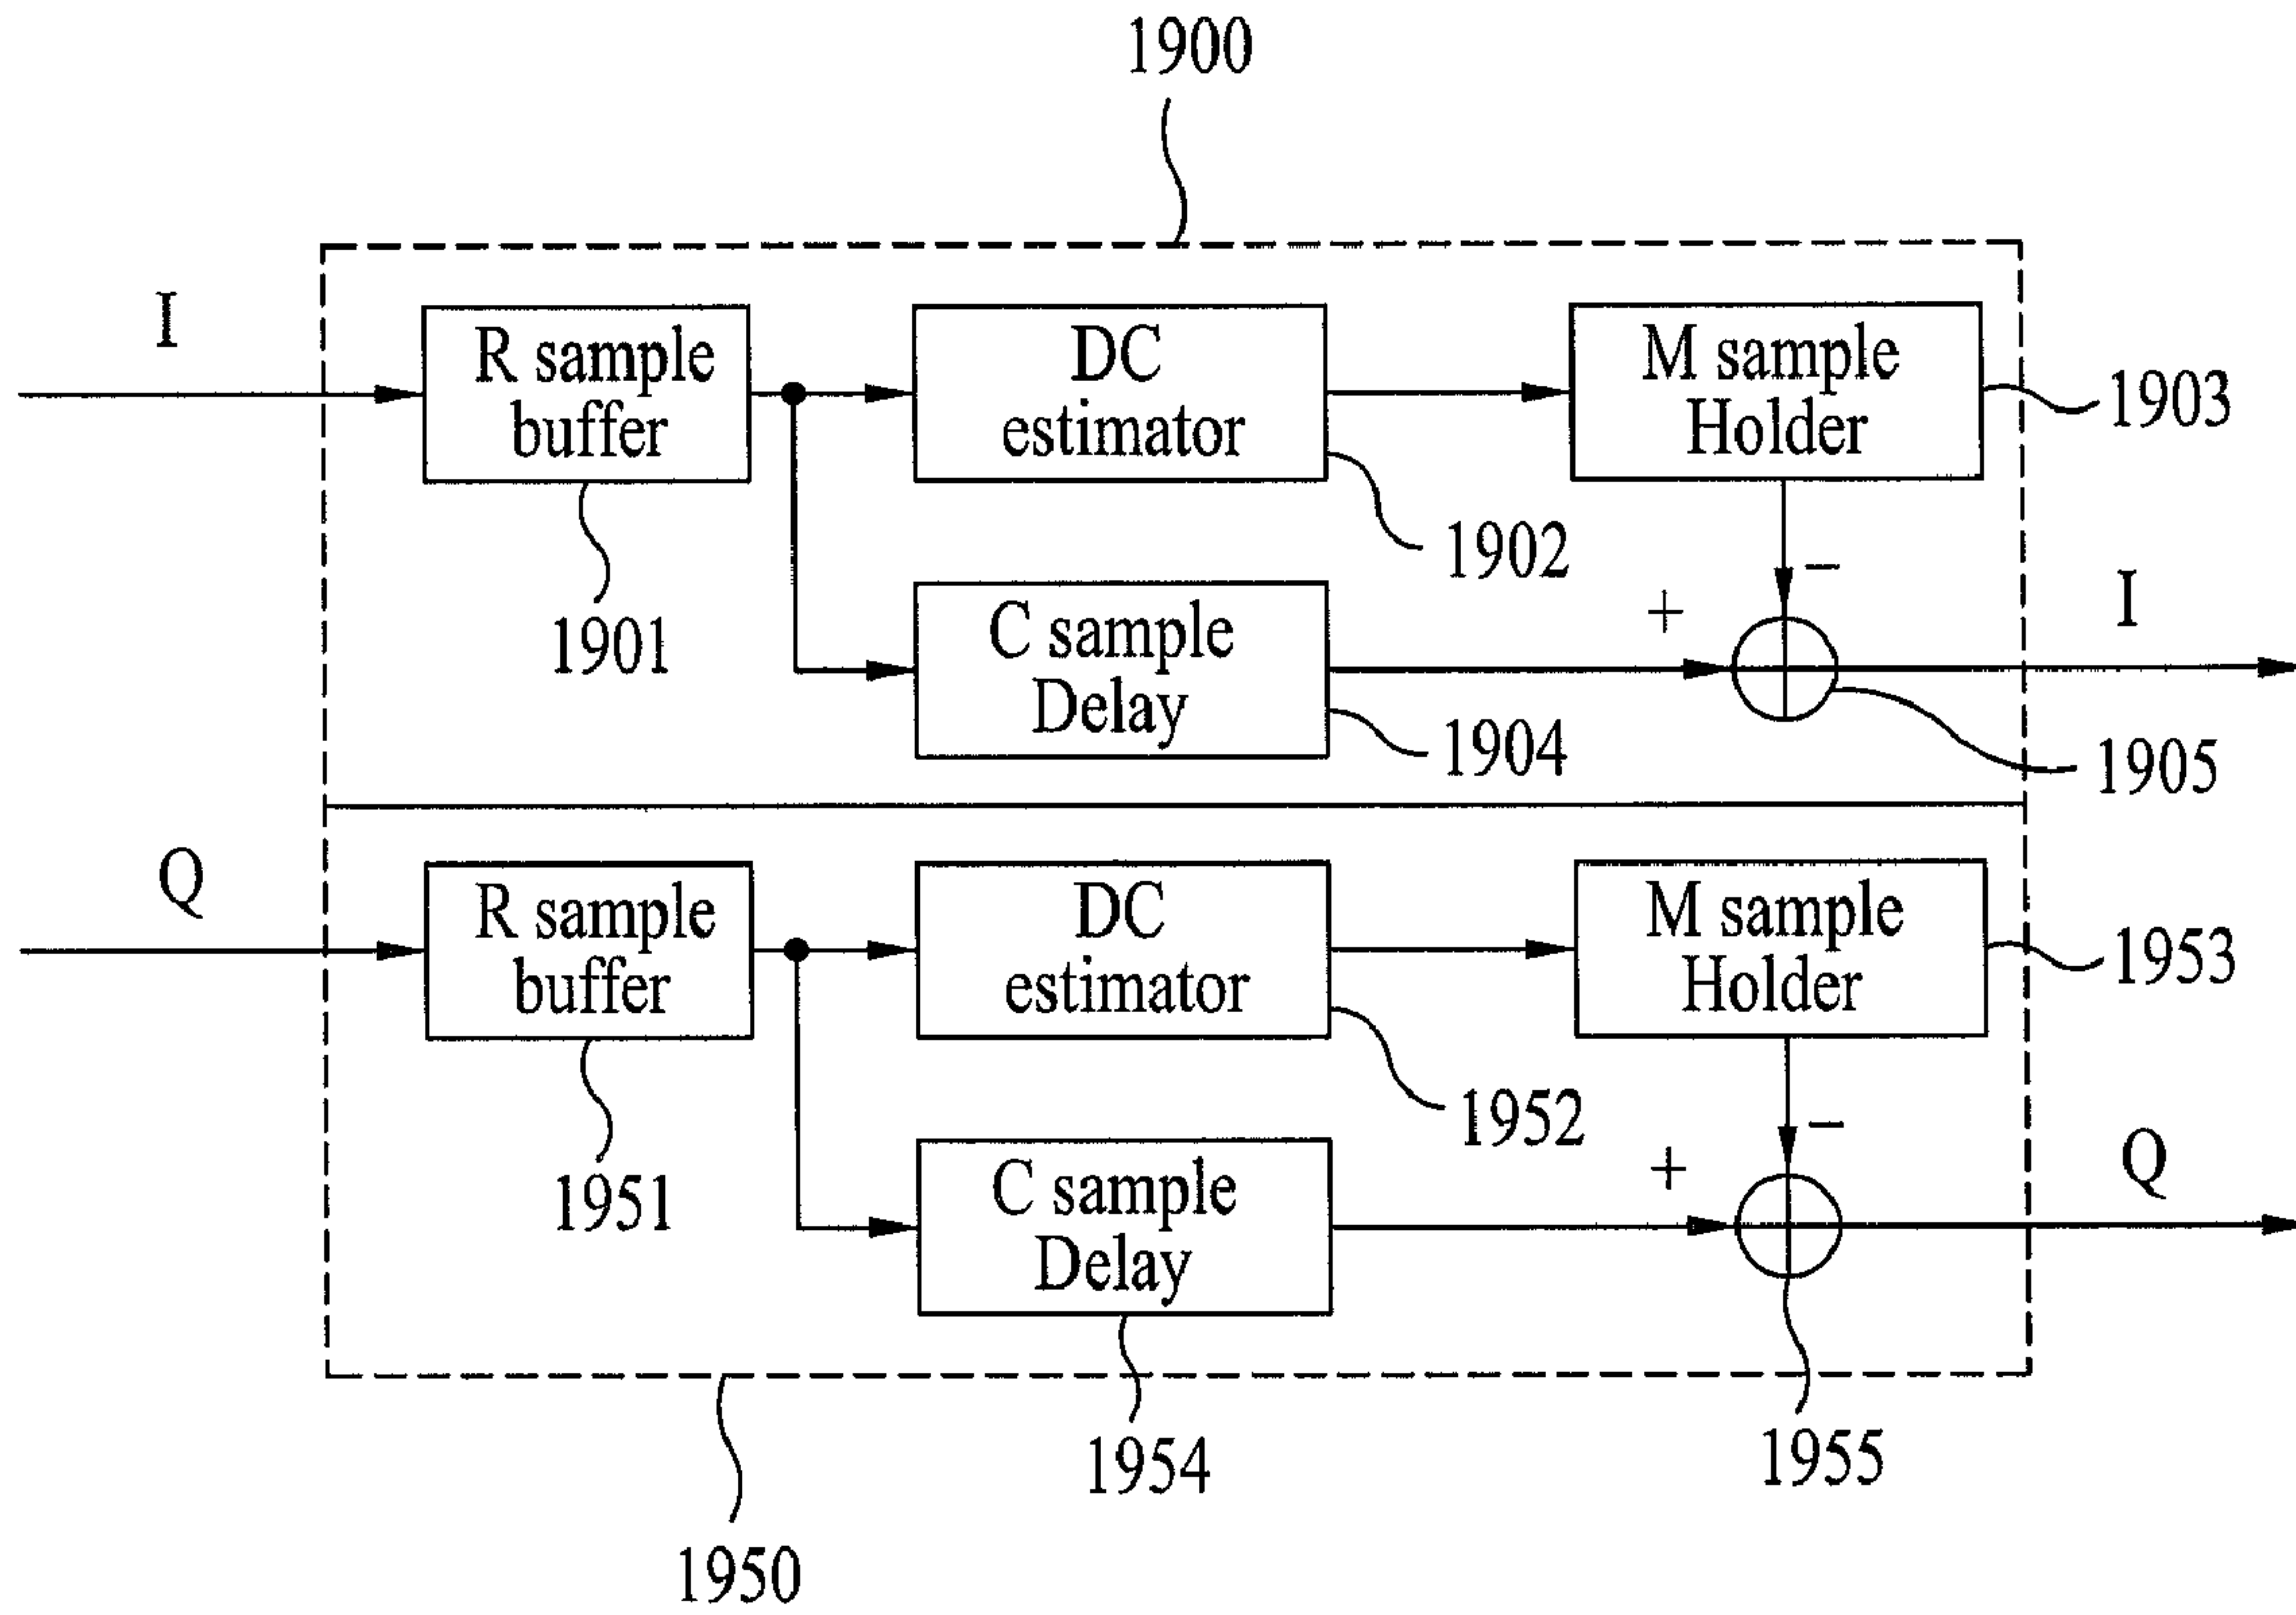 1900
I
R sample
buffer
DC
estimator
M sample
Holder
1903
1902
1901
C sample
Delay
−
+
I
1904
1905
Q
R sample
buffer
DC
estimator
M sample
Holder
1953
1952
1951
C sample
Delay
−
+
Q
1954
1955
1950